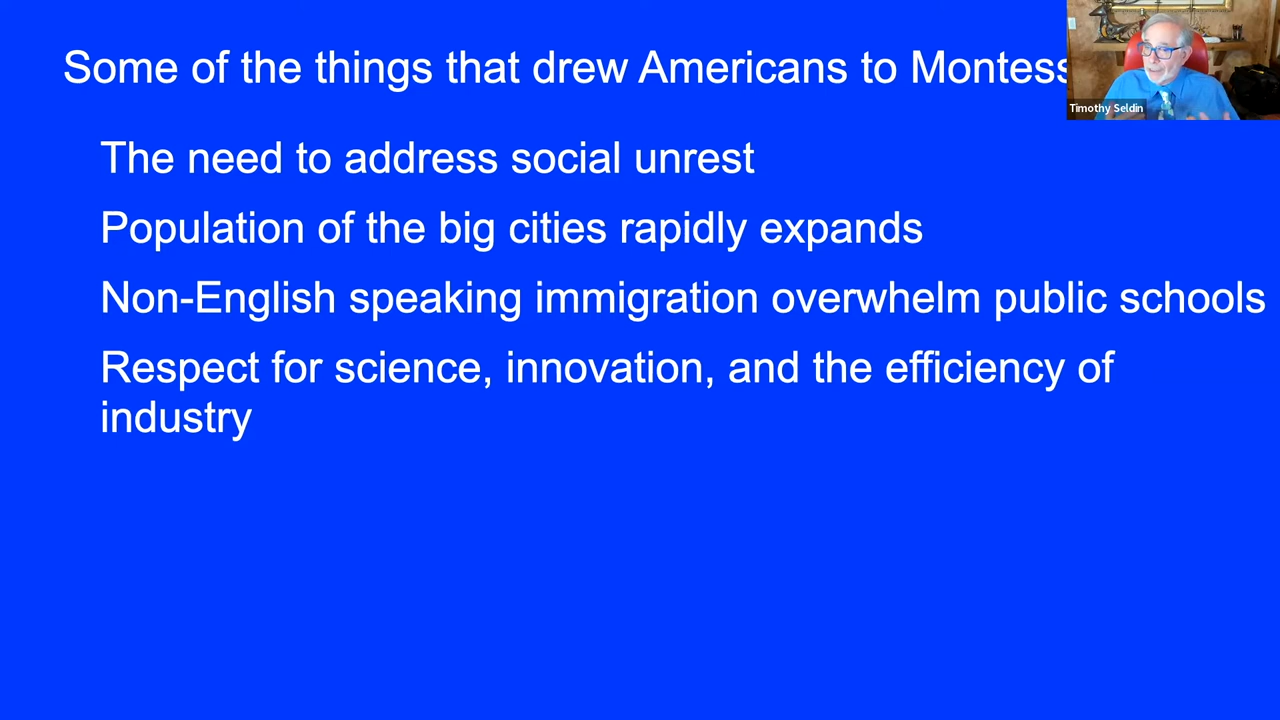 Some of the things that drew Americans to Montess
Timothy Seldin
The need to address social unrest
Population of the big cities rapidly expands
Non-English speaking immigration overwhelm public schools
Respect for science, innovation, and the efficiency of
industry